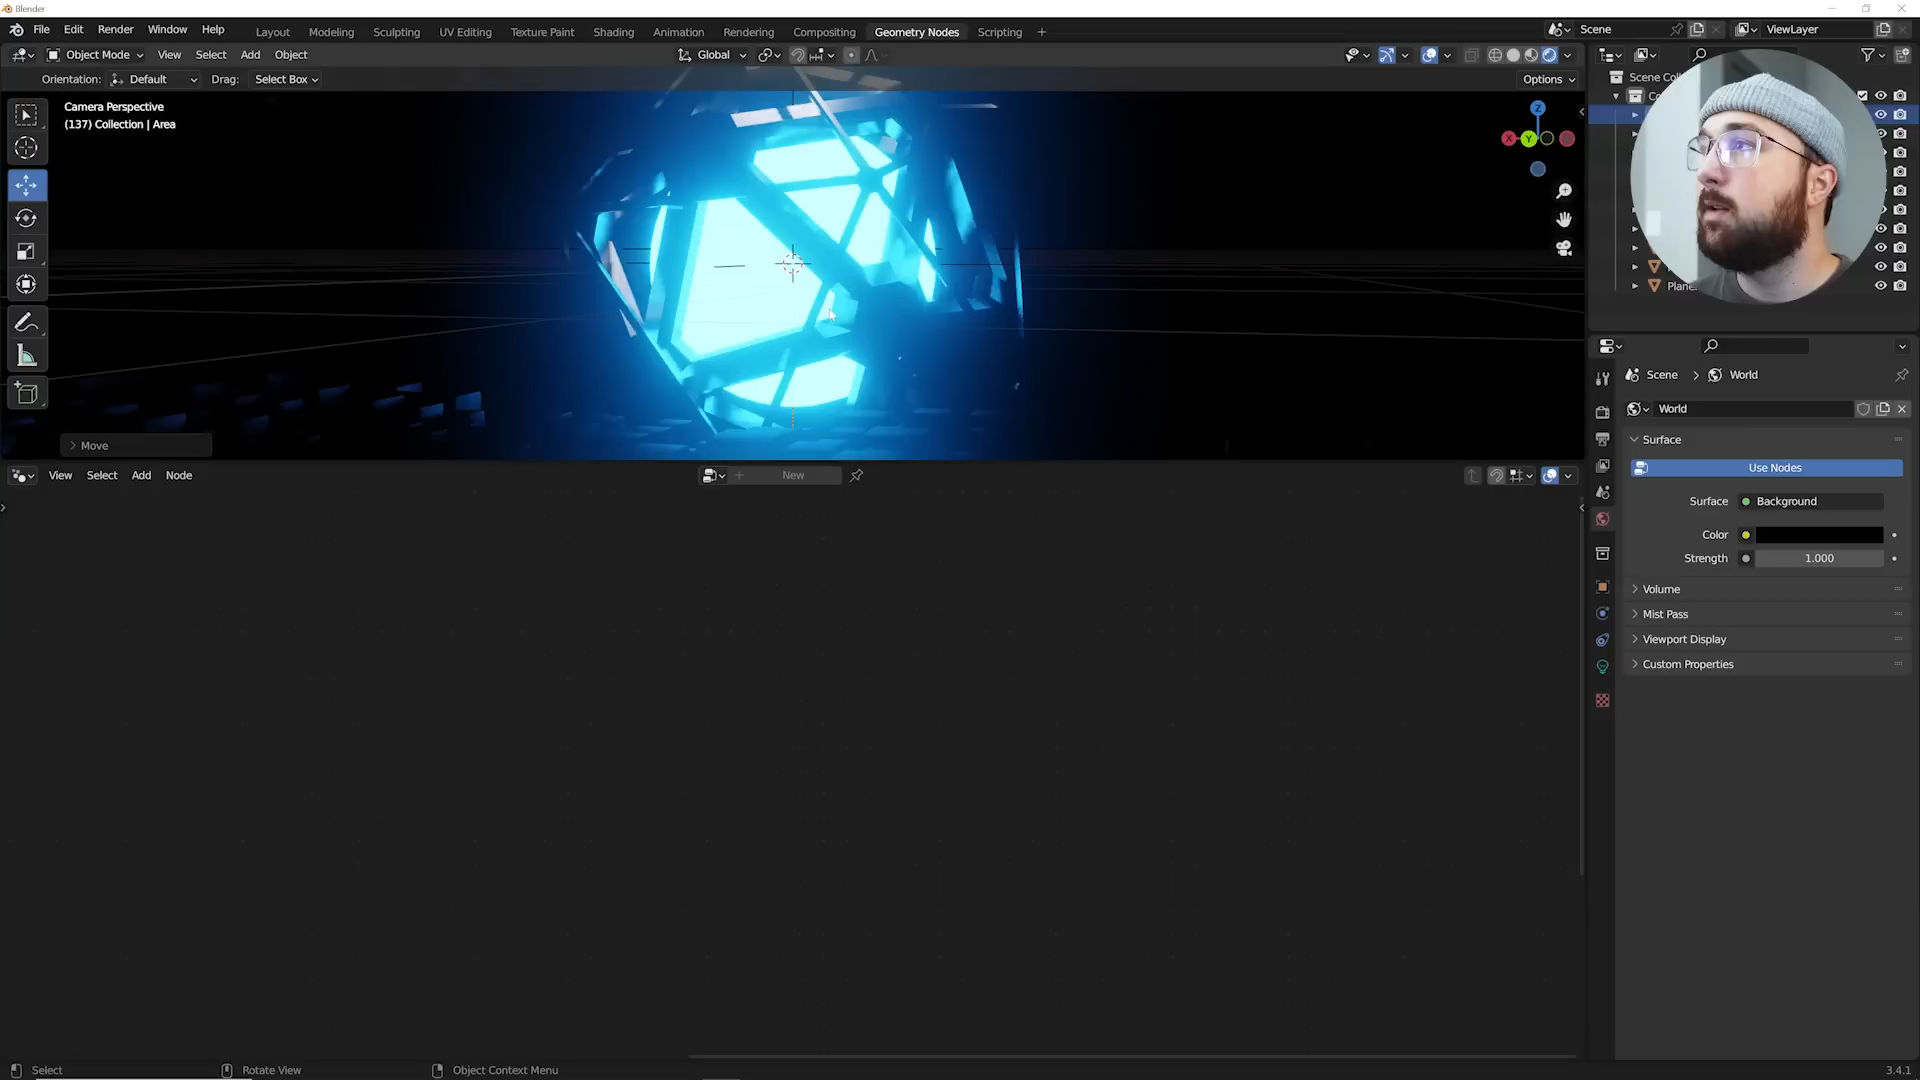 Blender
File Edit Render Window Help
Layout Modeling Sculpting UV Editing Texture Paint Shading Animation Rendering Compositing Geometry Nodes Scripting +
Scene
ViewLayer
Object Mode View Select Add Object
Global
Orientation: Default Drag: Select Box
Options
Scene Col
Camera Perspective
(137) Collection | Area
Z
X
Y
Plane
Move
View Select Add Node
New
Scene > World
World
Surface
Use Nodes
Surface Background
Color
Strength 1.000
Volume
Mist Pass
Viewport Display
Custom Properties
Select
Rotate View
Object Context Menu
3.4.1